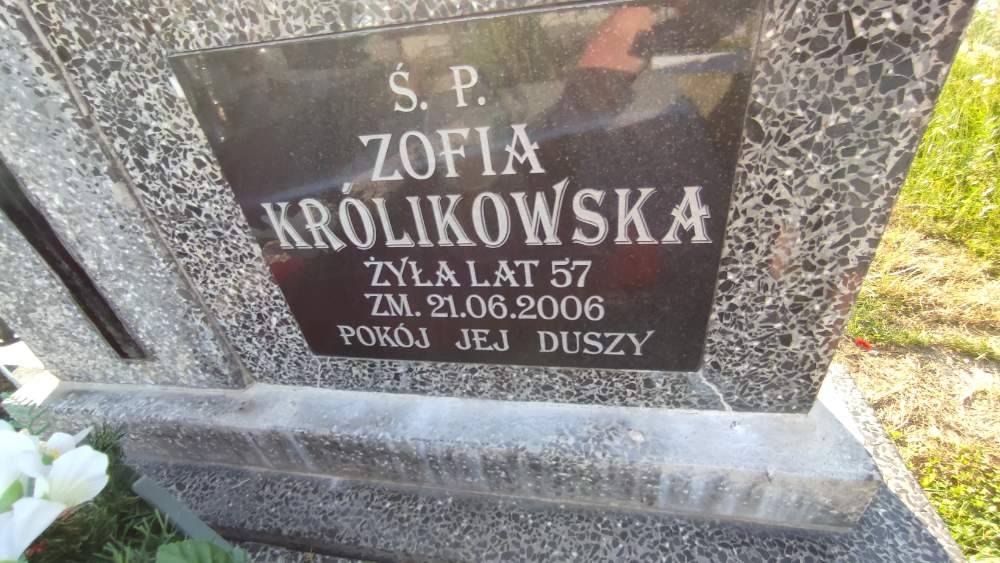 Ś. P.
ZOFIA
KRÓLIKOWSKA
ŻYŁA LAT 57
ZM. 21.06.2006
POKÓJ JEJ DUSZY